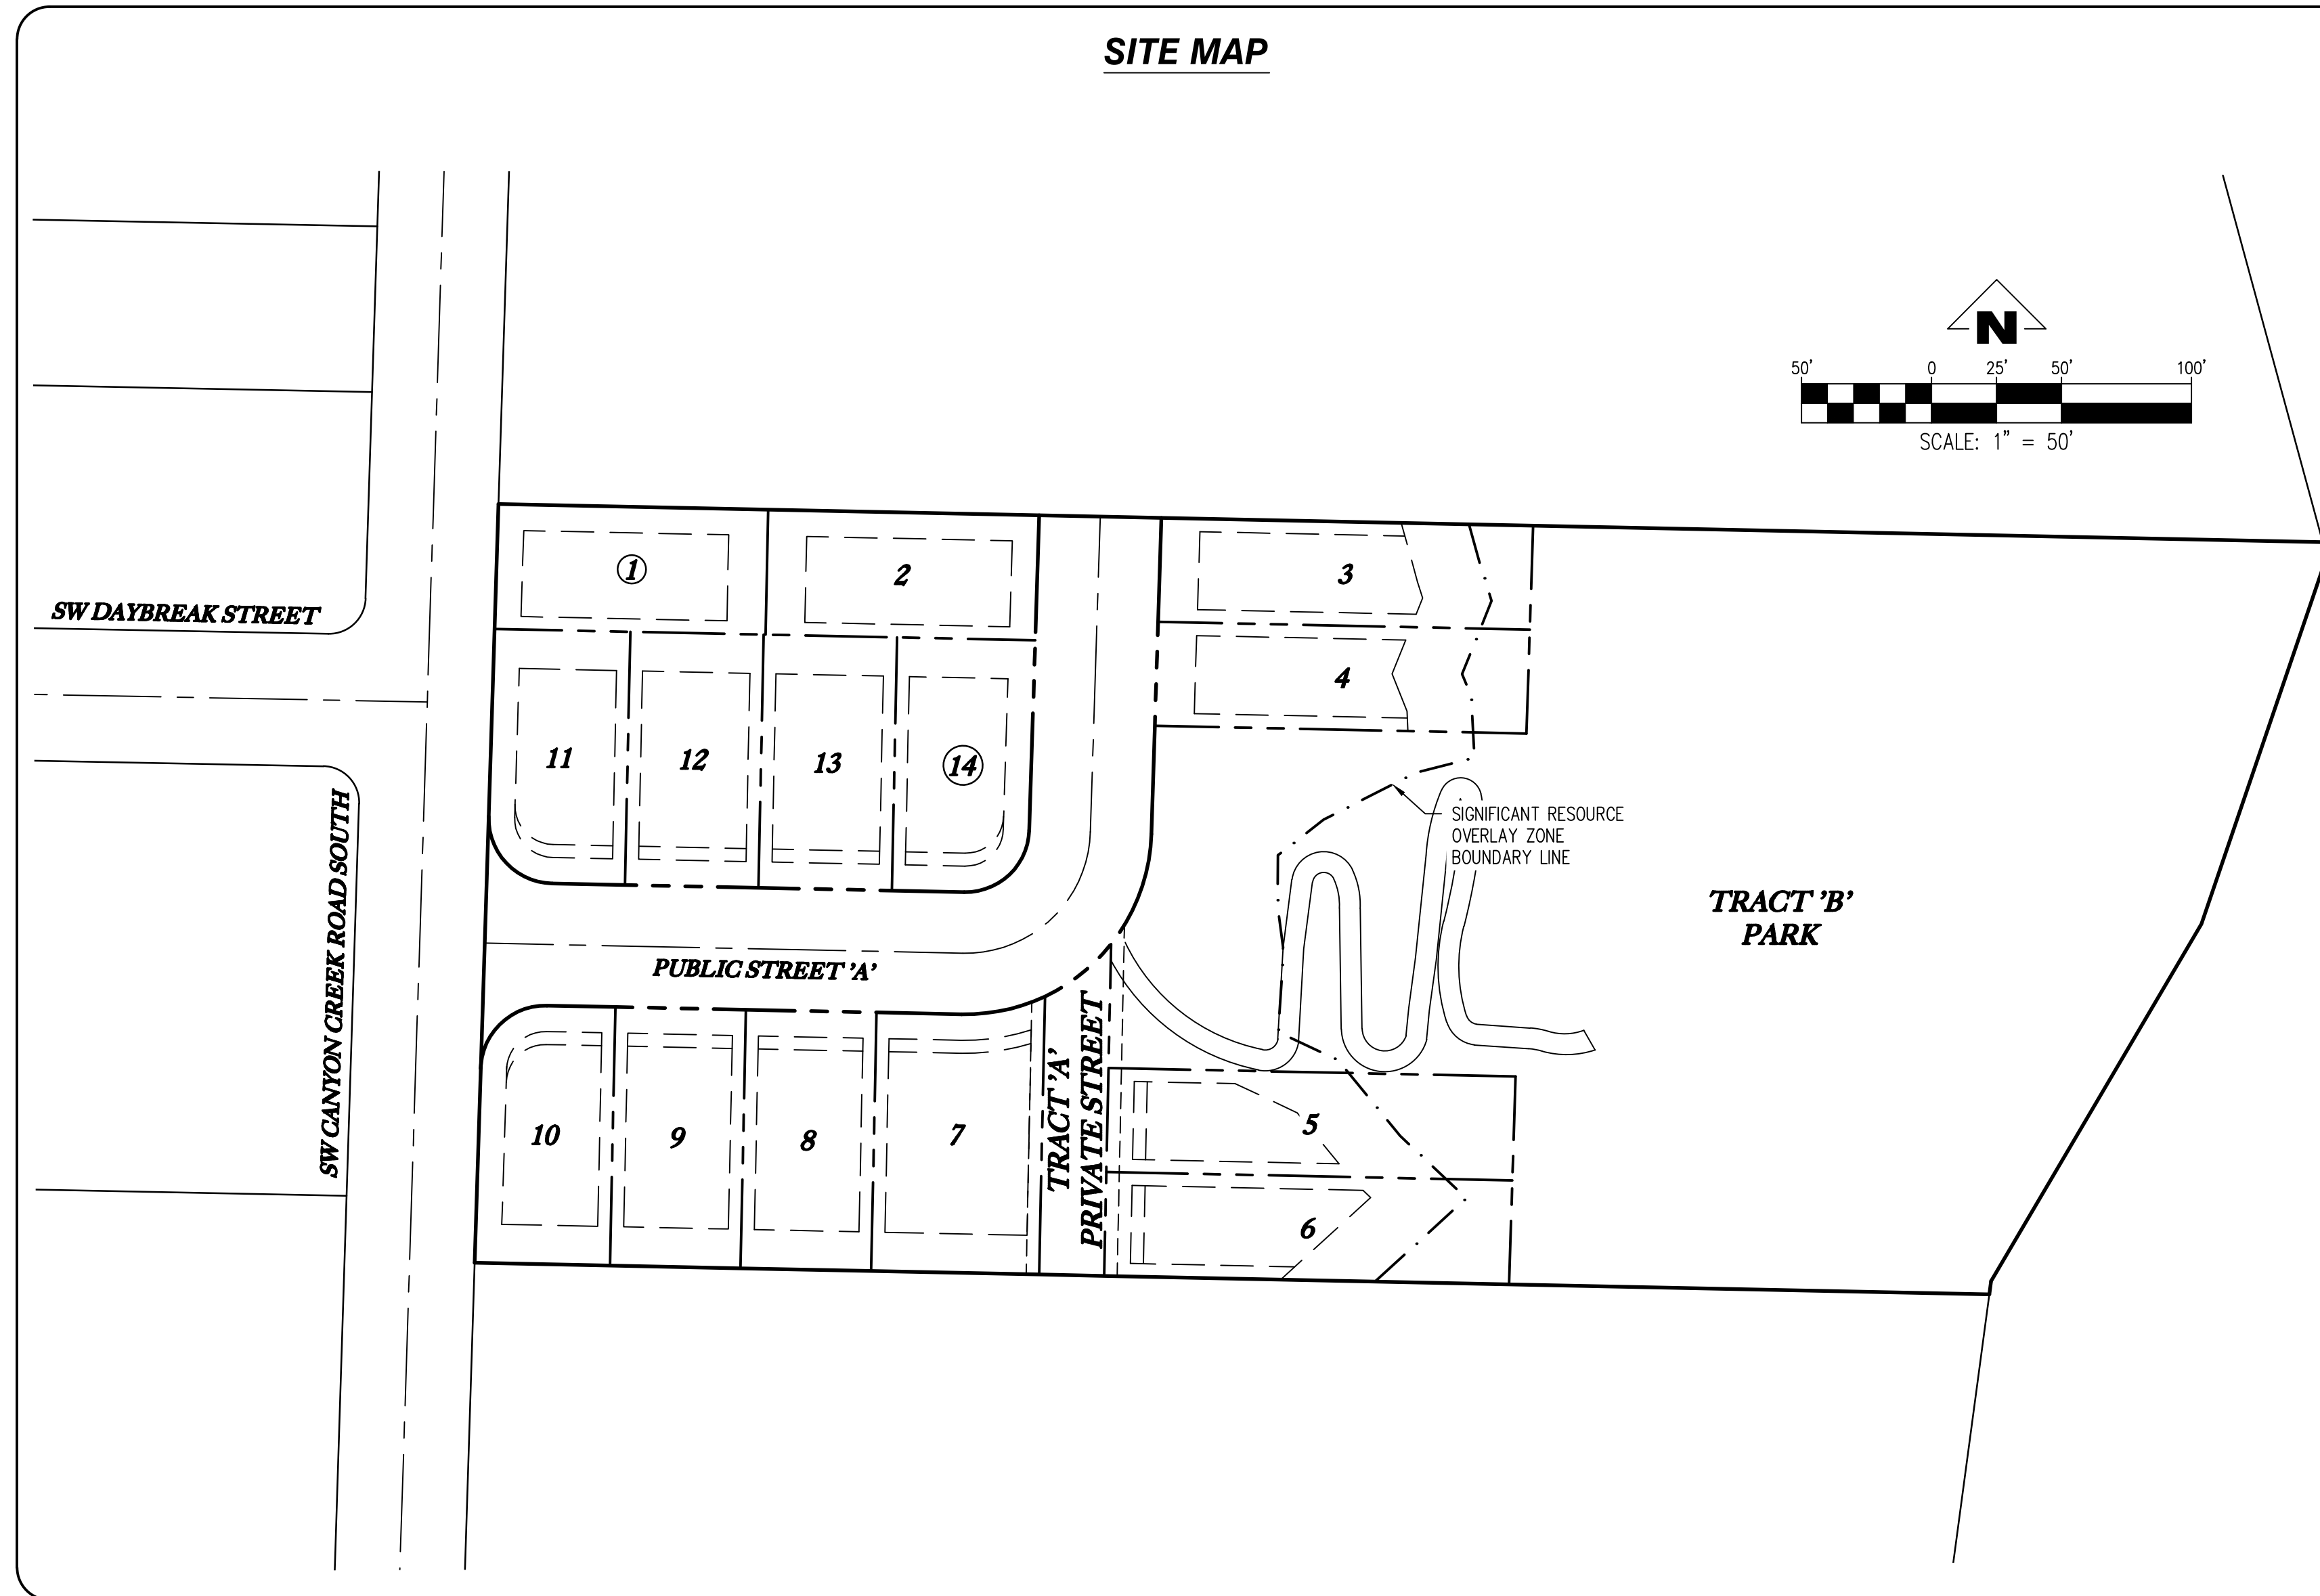 SITE MAP
N
50' 0 25' 50' 100'
SCALE: 1" = 50'
1
2
3
SW DAYBREAK STREET
4
11
12
13
14
SIGNIFICANT RESOURCE
OVERLAY ZONE
BOUNDARY LINE
SW CANYON CREEK ROAD SOUTH
TRACT 'B'
PARK
PUBLIC STREET 'A'
TRACT 'A'
PRIVATE STREET
10
9
8
7
5
6